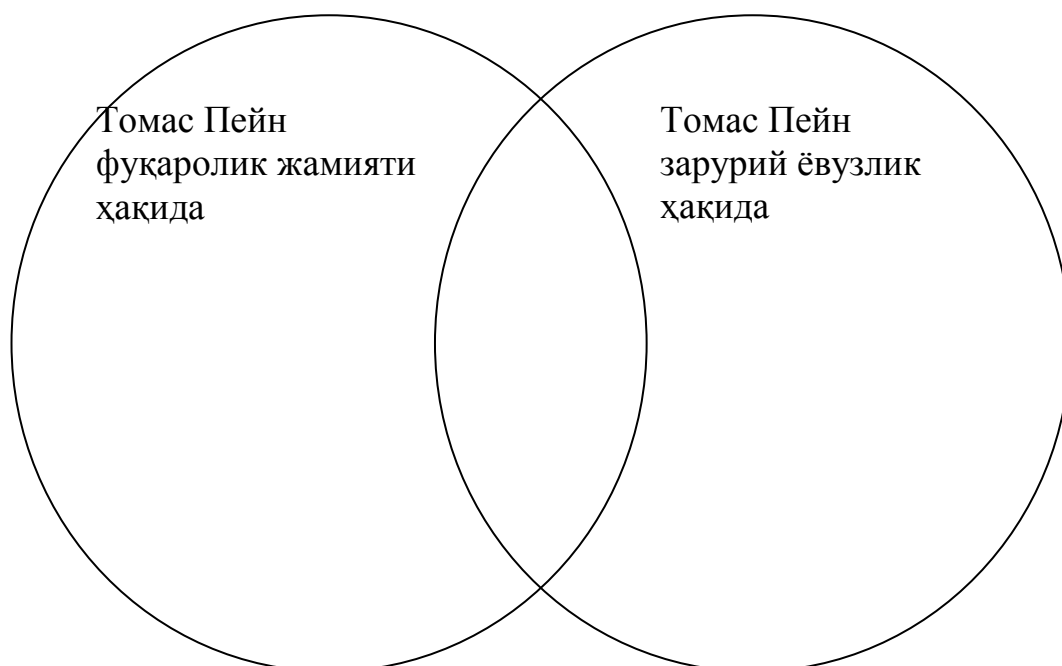 Томас Пейн
фуқаролик жамияти
ҳақида
Томас Пейн
зарурий ёвузлик
ҳақида